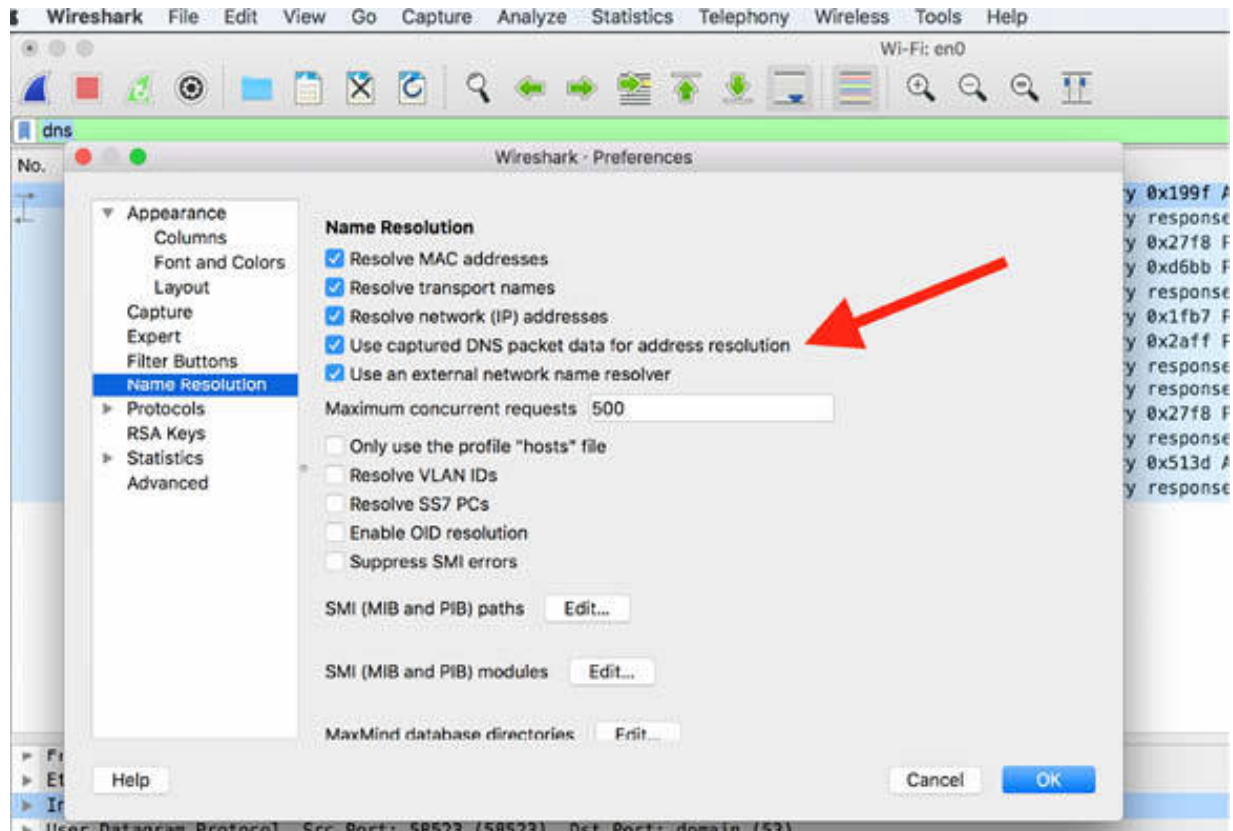 Wireshark File Edit View Go Capture Analyze Statistics Telephony Wireless Tools Help
Wi-Fi: en0
dns
No.
Wireshark · Preferences
Appearance
Columns
Font and Colors
Layout
Capture
Expert
Filter Buttons
Name Resolution
Protocols
RSA Keys
Statistics
Advanced
Name Resolution
Resolve MAC addresses
Resolve transport names
Resolve network (IP) addresses
Use captured DNS packet data for address resolution
Use an external network name resolver
Maximum concurrent requests 500
Only use the profile "hosts" file
Resolve VLAN IDs
Resolve SS7 PCs
Enable OID resolution
Suppress SMI errors
SMI (MIB and PIB) paths Edit...
SMI (MIB and PIB) modules Edit...
MaxMind database directories Edit...
y 0x199f A
y response
y 0x27f8 P
y 0xd6bb P
y response
y 0x1fb7 P
y 0x2aff P
y response
y response
y 0x27f8 P
y response
y 0x513d A
y response
Help
Cancel OK
Fr
Et
In
User Datagram Protocol, Src Port: 58523 (58523), Dst Port: domain (53)